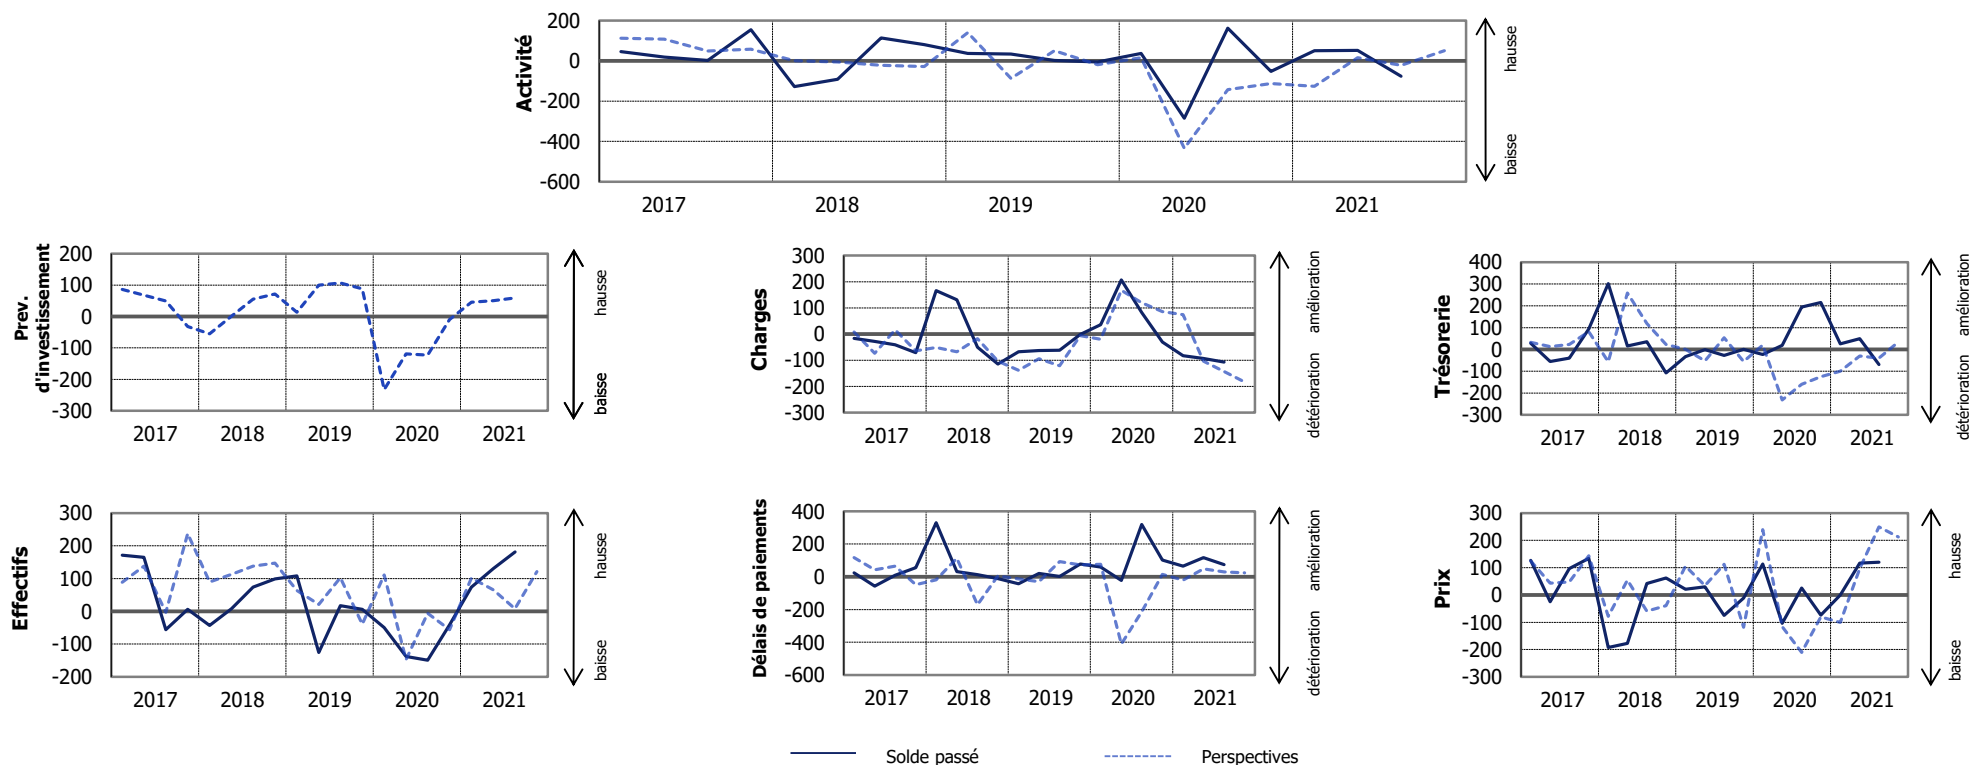 Activité
200
0
-200
-400
-600
2017 2018 2019 2020 2021
hausse
baisse
Prev.
d'investissement
200
100
0
-100
-200
-300
2017 2018 2019 2020 2021
hausse
baisse
Charges
300
200
100
0
-100
-200
-300
2017 2018 2019 2020 2021
amélioration
détérioration
Trésorerie
400
300
200
100
0
-100
-200
-300
2017 2018 2019 2020 2021
amélioration
détérioration
Effectifs
300
200
100
0
-100
-200
2017 2018 2019 2020 2021
hausse
baisse
Délais de paiements
400
200
0
-200
-400
-600
2017 2018 2019 2020 2021
amélioration
détérioration
Prix
300
200
100
0
-100
-200
-300
2017 2018 2019 2020 2021
hausse
baisse
Solde passé Perspectives